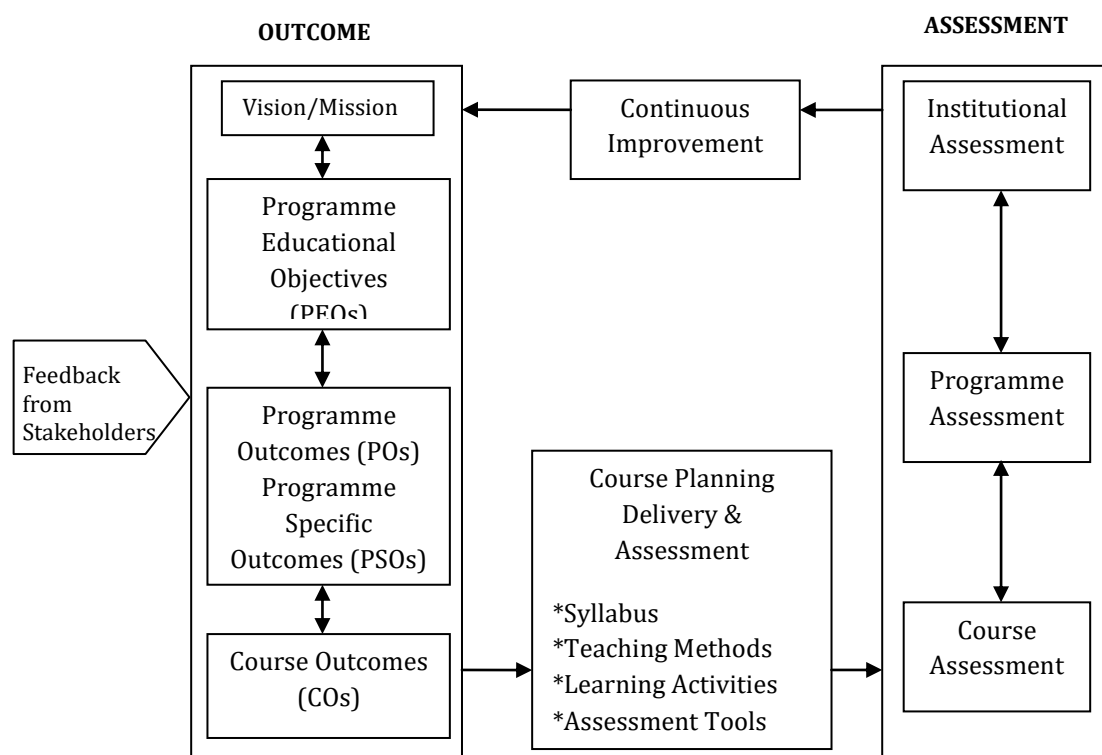 OUTCOME
ASSESSMENT
Vision/Mission
Continuous
Improvement
Institutional
Assessment
Programme
Educational
Objectives
(PEOs)
Feedback
from
Stakeholders
Programme
Outcomes (POs)
Programme
Specific
Outcomes (PSOs)
Programme
Assessment
Course Planning
Delivery &
Assessment
*Syllabus
*Teaching Methods
*Learning Activities
*Assessment Tools
Course Outcomes
(COs)
Course
Assessment